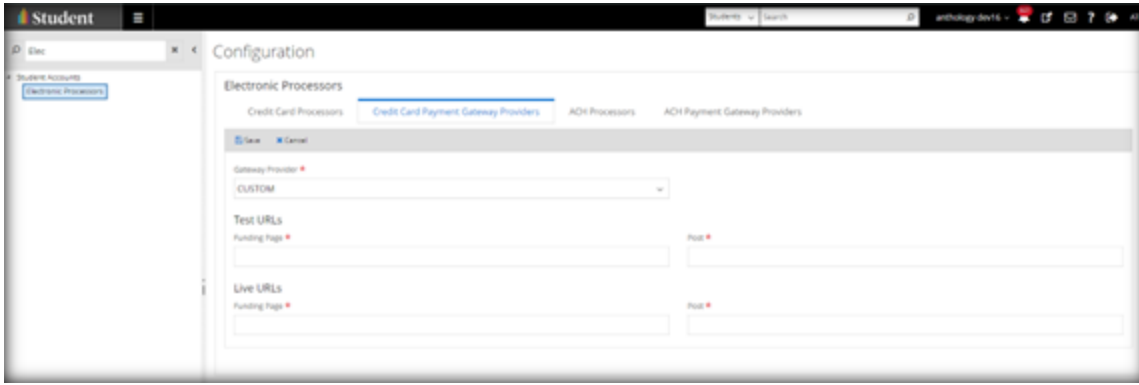 Student
Students
Search
anthology dev16
Elec
Configuration
Student Accounts
Electronic Processors
Electronic Processors
Credit Card Processors
Credit Card Payment Gateway Providers
ACH Processors
ACH Payment Gateway Providers
Save
Cancel
Gateway Provider *
CUSTOM
Test URLs
Funding Page *
Post *
Live URLs
Funding Page *
Post *